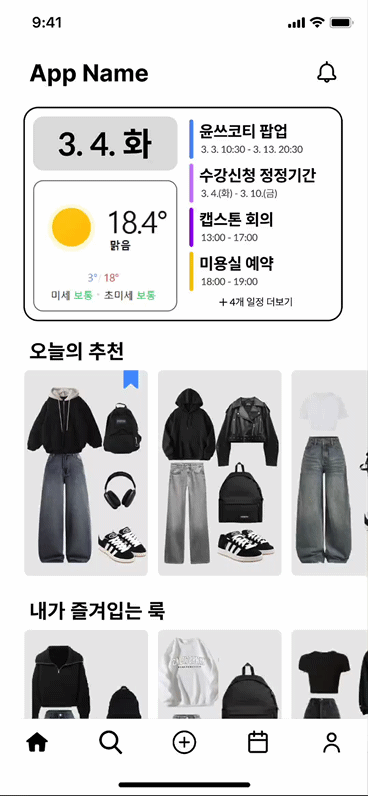 9:41
App Name
3. 4. 화
18.4°
맑음
3° / 18°
미세 보통 · 초미세 보통
윤쓰코티 팝업
3. 3. 10:30 - 3. 13. 20:30
수강신청 정정기간
3. 4.(화) - 3. 10.(금)
캡스톤 회의
13:00 - 17:00
미용실 예약
18:00 - 19:00
+ 4개 일정 더보기
오늘의 추천
내가 즐겨입는 룩